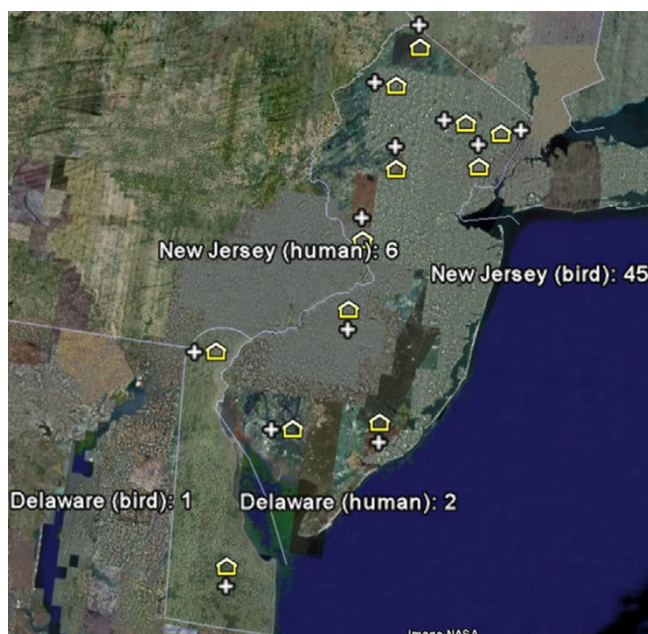 New Jersey (human): 6
New Jersey (bird): 45
Delaware (bird): 1
Delaware (human): 2
Image NASA